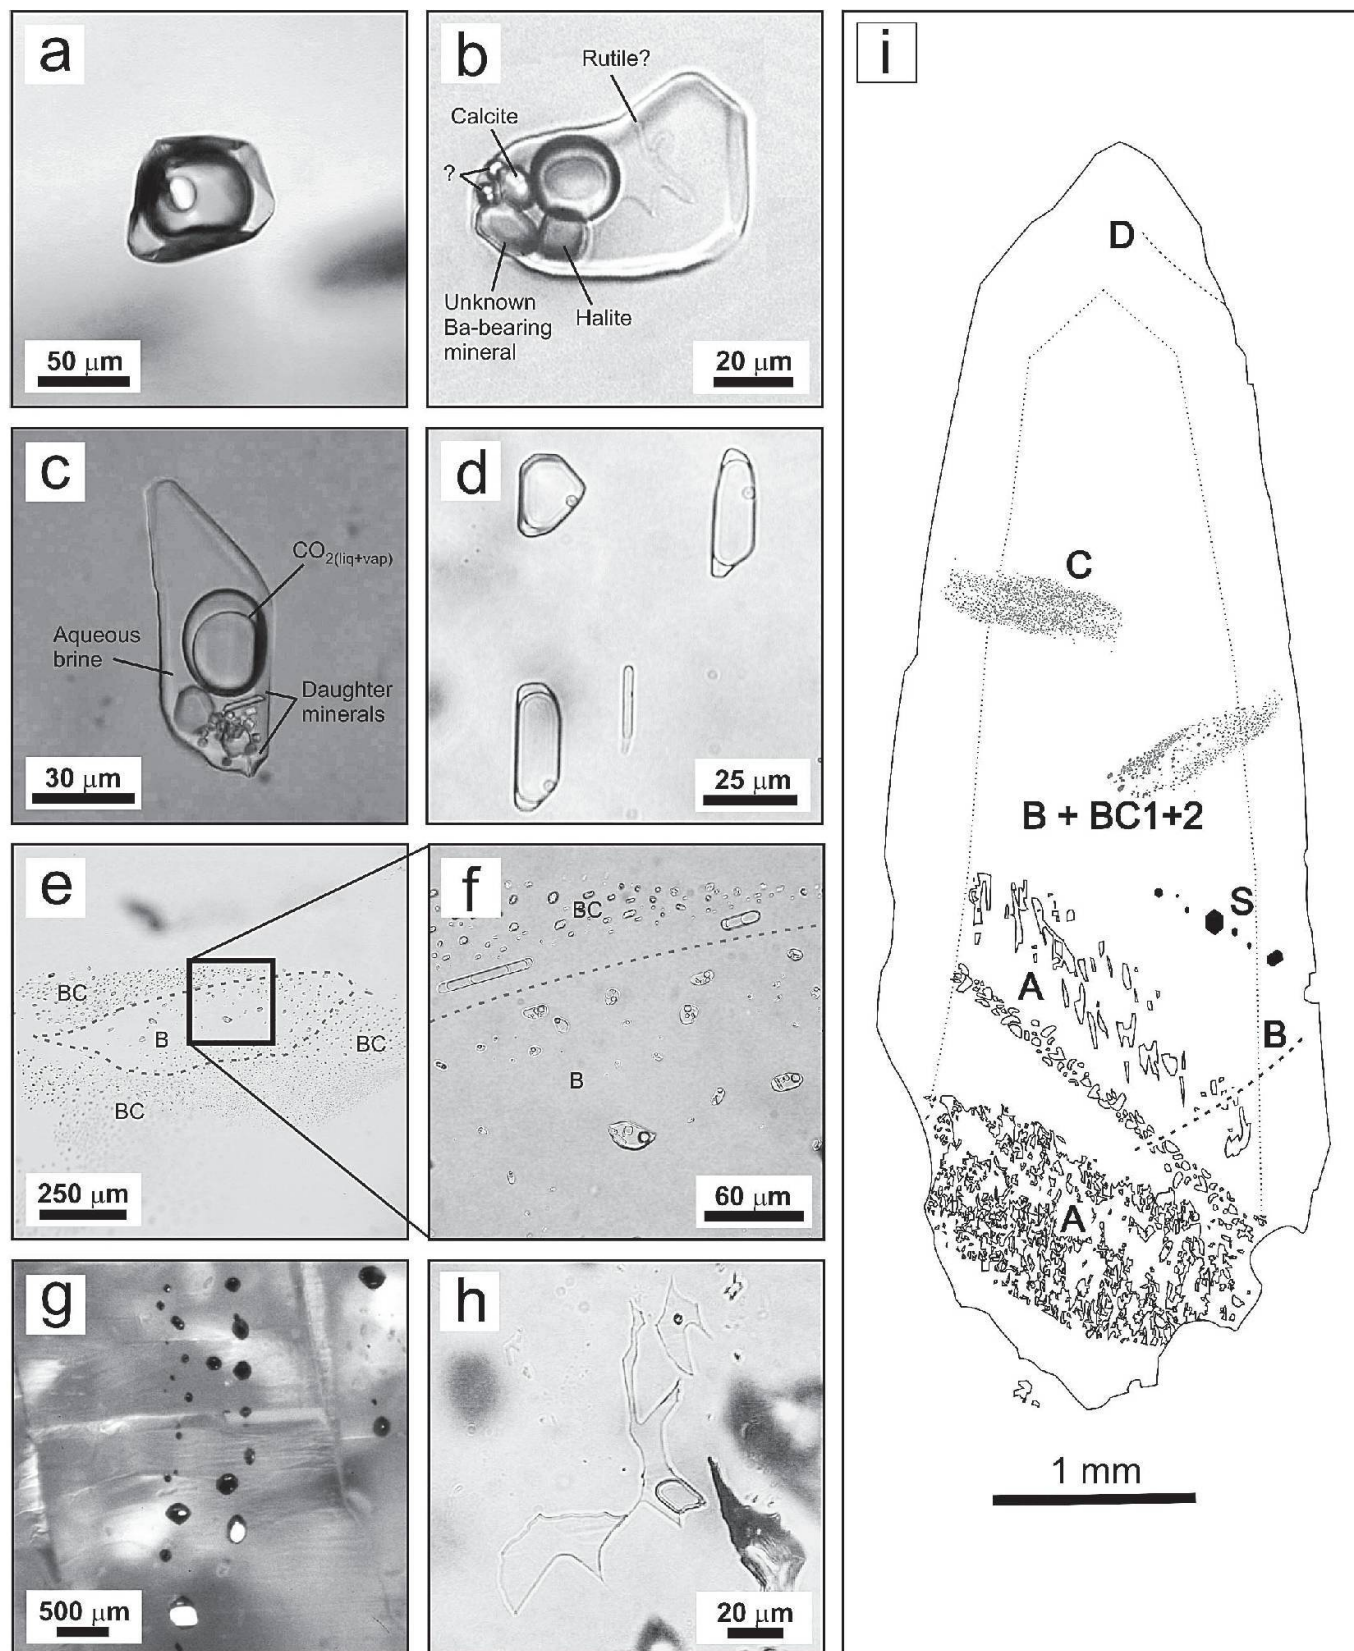 a
50 μm
b
Rutile?
Calcite
?
Unknown
Ba-bearing
mineral
Halite
20 μm
c
CO2(liq+vap)
Aqueous
brine
Daughter
minerals
30 μm
d
25 μm
e
BC
B
BC
BC
250 μm
f
BC
B
60 μm
g
500 μm
h
20 μm
i
D
C
B + BC1+2
S
A
B
A
1 mm